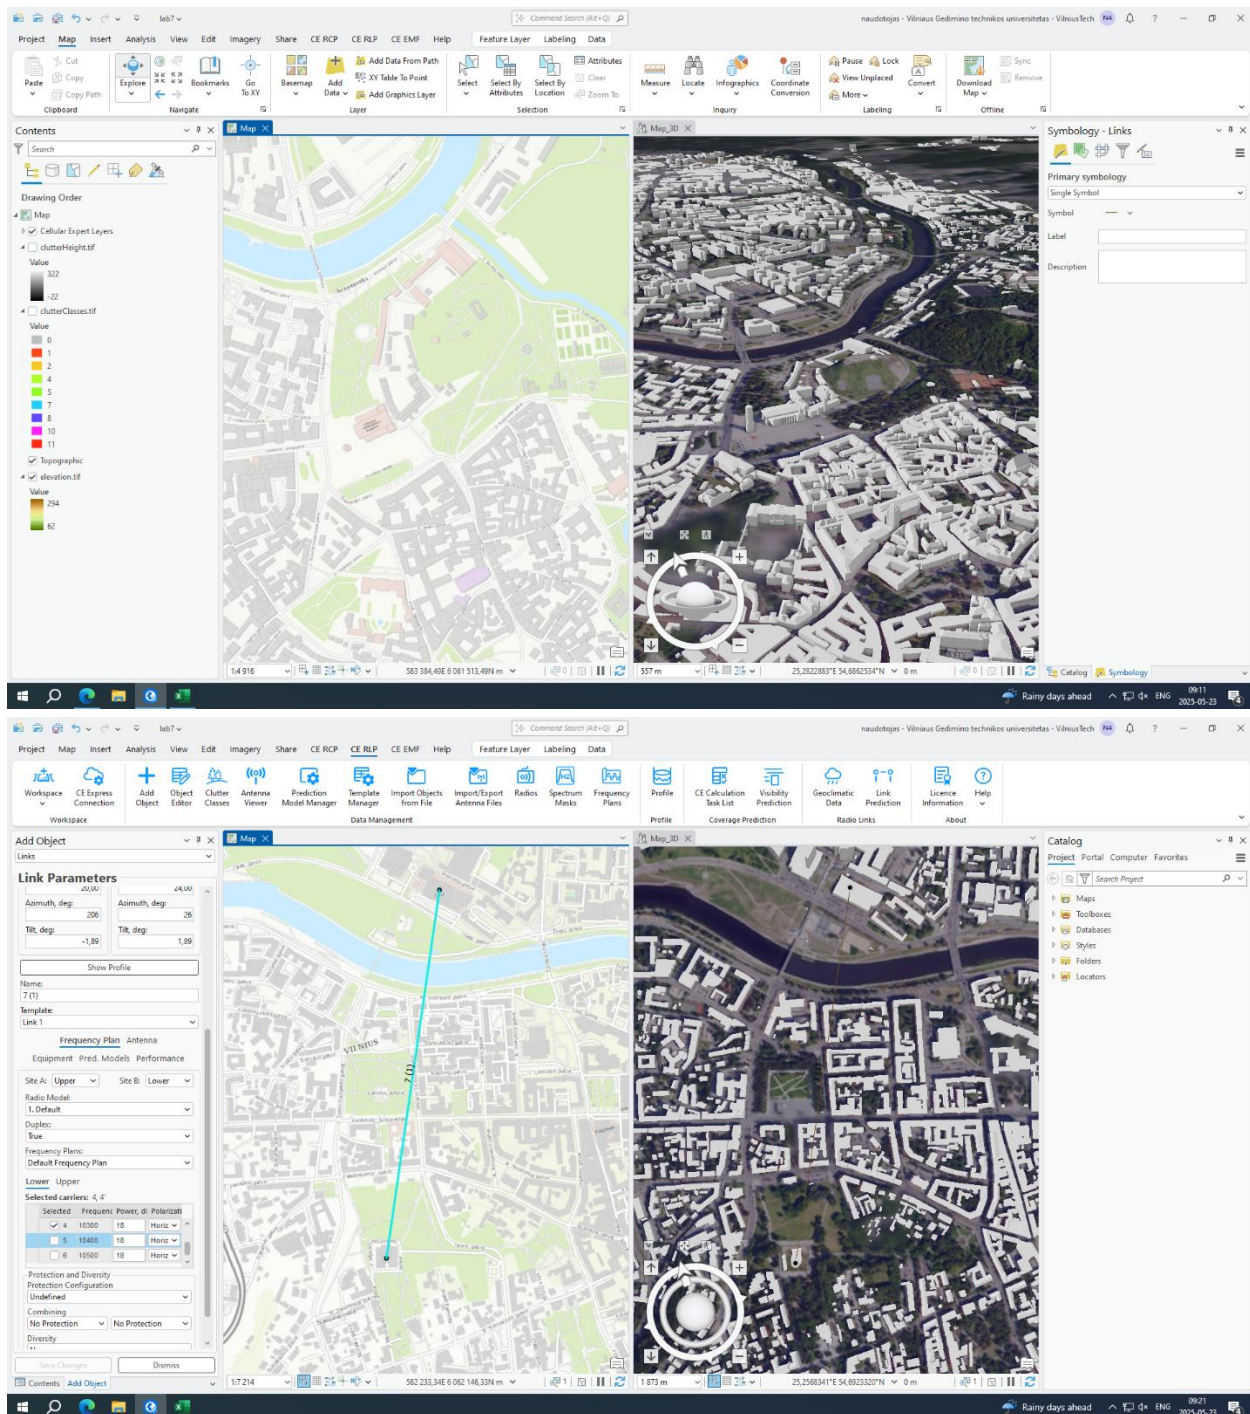 lab7
Command Search (Alt+Q)
naudotojas - Vilniaus Gedimino technikos universitetas - VilniusTech
N4
?
Project Map Insert Analysis View Edit Imagery Share CE RCP CE RLP CE EMF Help Feature Layer Labeling Data
Paste
Cut
Copy
Copy Path
Clipboard
Explore
Bookmarks
Go To XY
Navigate
Basemap
Add Data
Add Data From Path
XY Table To Point
Add Graphics Layer
Layer
Select
Select By Attributes
Select By Location
Attributes
Clear
Zoom To
Selection
Measure
Locate
Infographics
Coordinate Conversion
Inquiry
Pause
Lock
View Unplaced
More
Convert
Labeling
Download Map
Sync
Remove
Offline
Contents
Search
Drawing Order
Map
Cellular Expert Layers
clutterHeight.tif
Value
322
-22
clutterClasses.tif
Value
0
1
2
4
5
7
8
10
11
Topographic
elevation.tif
Value
294
62
Map
1:4 916
583 384,49E 6 061 513,49N m
0
Map_3D
557 m
25,2822883°E 54,6862534°N
0 m
0
Symbology - Links
Primary symbology
Single Symbol
Symbol
Label
Description
Catalog Symbology
Rainy days ahead
ENG
09:11
2025-05-23
4
lab7
Command Search (Alt+Q)
naudotojas - Vilniaus Gedimino technikos universitetas - VilniusTech
N4
?
Project Map Insert Analysis View Edit Imagery Share CE RCP CE RLP CE EMF Help Feature Layer Labeling Data
Workspace
CE Express Connection
Workspace
Add Object
Object Editor
Clutter Classes
Antenna Viewer
Prediction Model Manager
Template Manager
Import Objects from File
Import/Export Antenna Files
Radios
Spectrum Masks
Frequency Plans
Data Management
Profile
Profile
CE Calculation Task List
Visibility Prediction
Coverage Prediction
Geoclimatic Data
Link Prediction
Radio Links
Licence Information
Help
About
Add Object
Links
Link Parameters
20,00 24,00
Azimuth, deg: Azimuth, deg:
206 26
Tilt, deg: Tilt, deg:
-1,89 1,89
Show Profile
Name:
7 (1)
Template:
Link 1
Frequency Plan Antenna
Equipment Pred. Models Performance
Site A: Upper Site B: Lower
Radio Model:
1. Default
Duplex:
True
Frequency Plans:
Default Frequency Plan
Lower Upper
Selected carriers: 4, 4'
Selected Frequenc Power, dl Polarizati
4 10300 18 Horiz
5 10400 18 Horiz
6 10500 18 Horiz
Protection and Diversity
Protection Configuration
Undefined
Combining
No Protection No Protection
Diversity
Save Changes Dismiss
Contents Add Object
Map
VILNIUS
7 (1)
1:7 214
582 233,34E 6 062 146,33N m
1
Map_3D
1 873 m
25,2568341°E 54,6923320°N
0 m
1
Catalog
Project Portal Computer Favorites
Search Project
Maps
Toolboxes
Databases
Styles
Folders
Locators
Rainy days ahead
ENG
09:21
2025-05-23
4